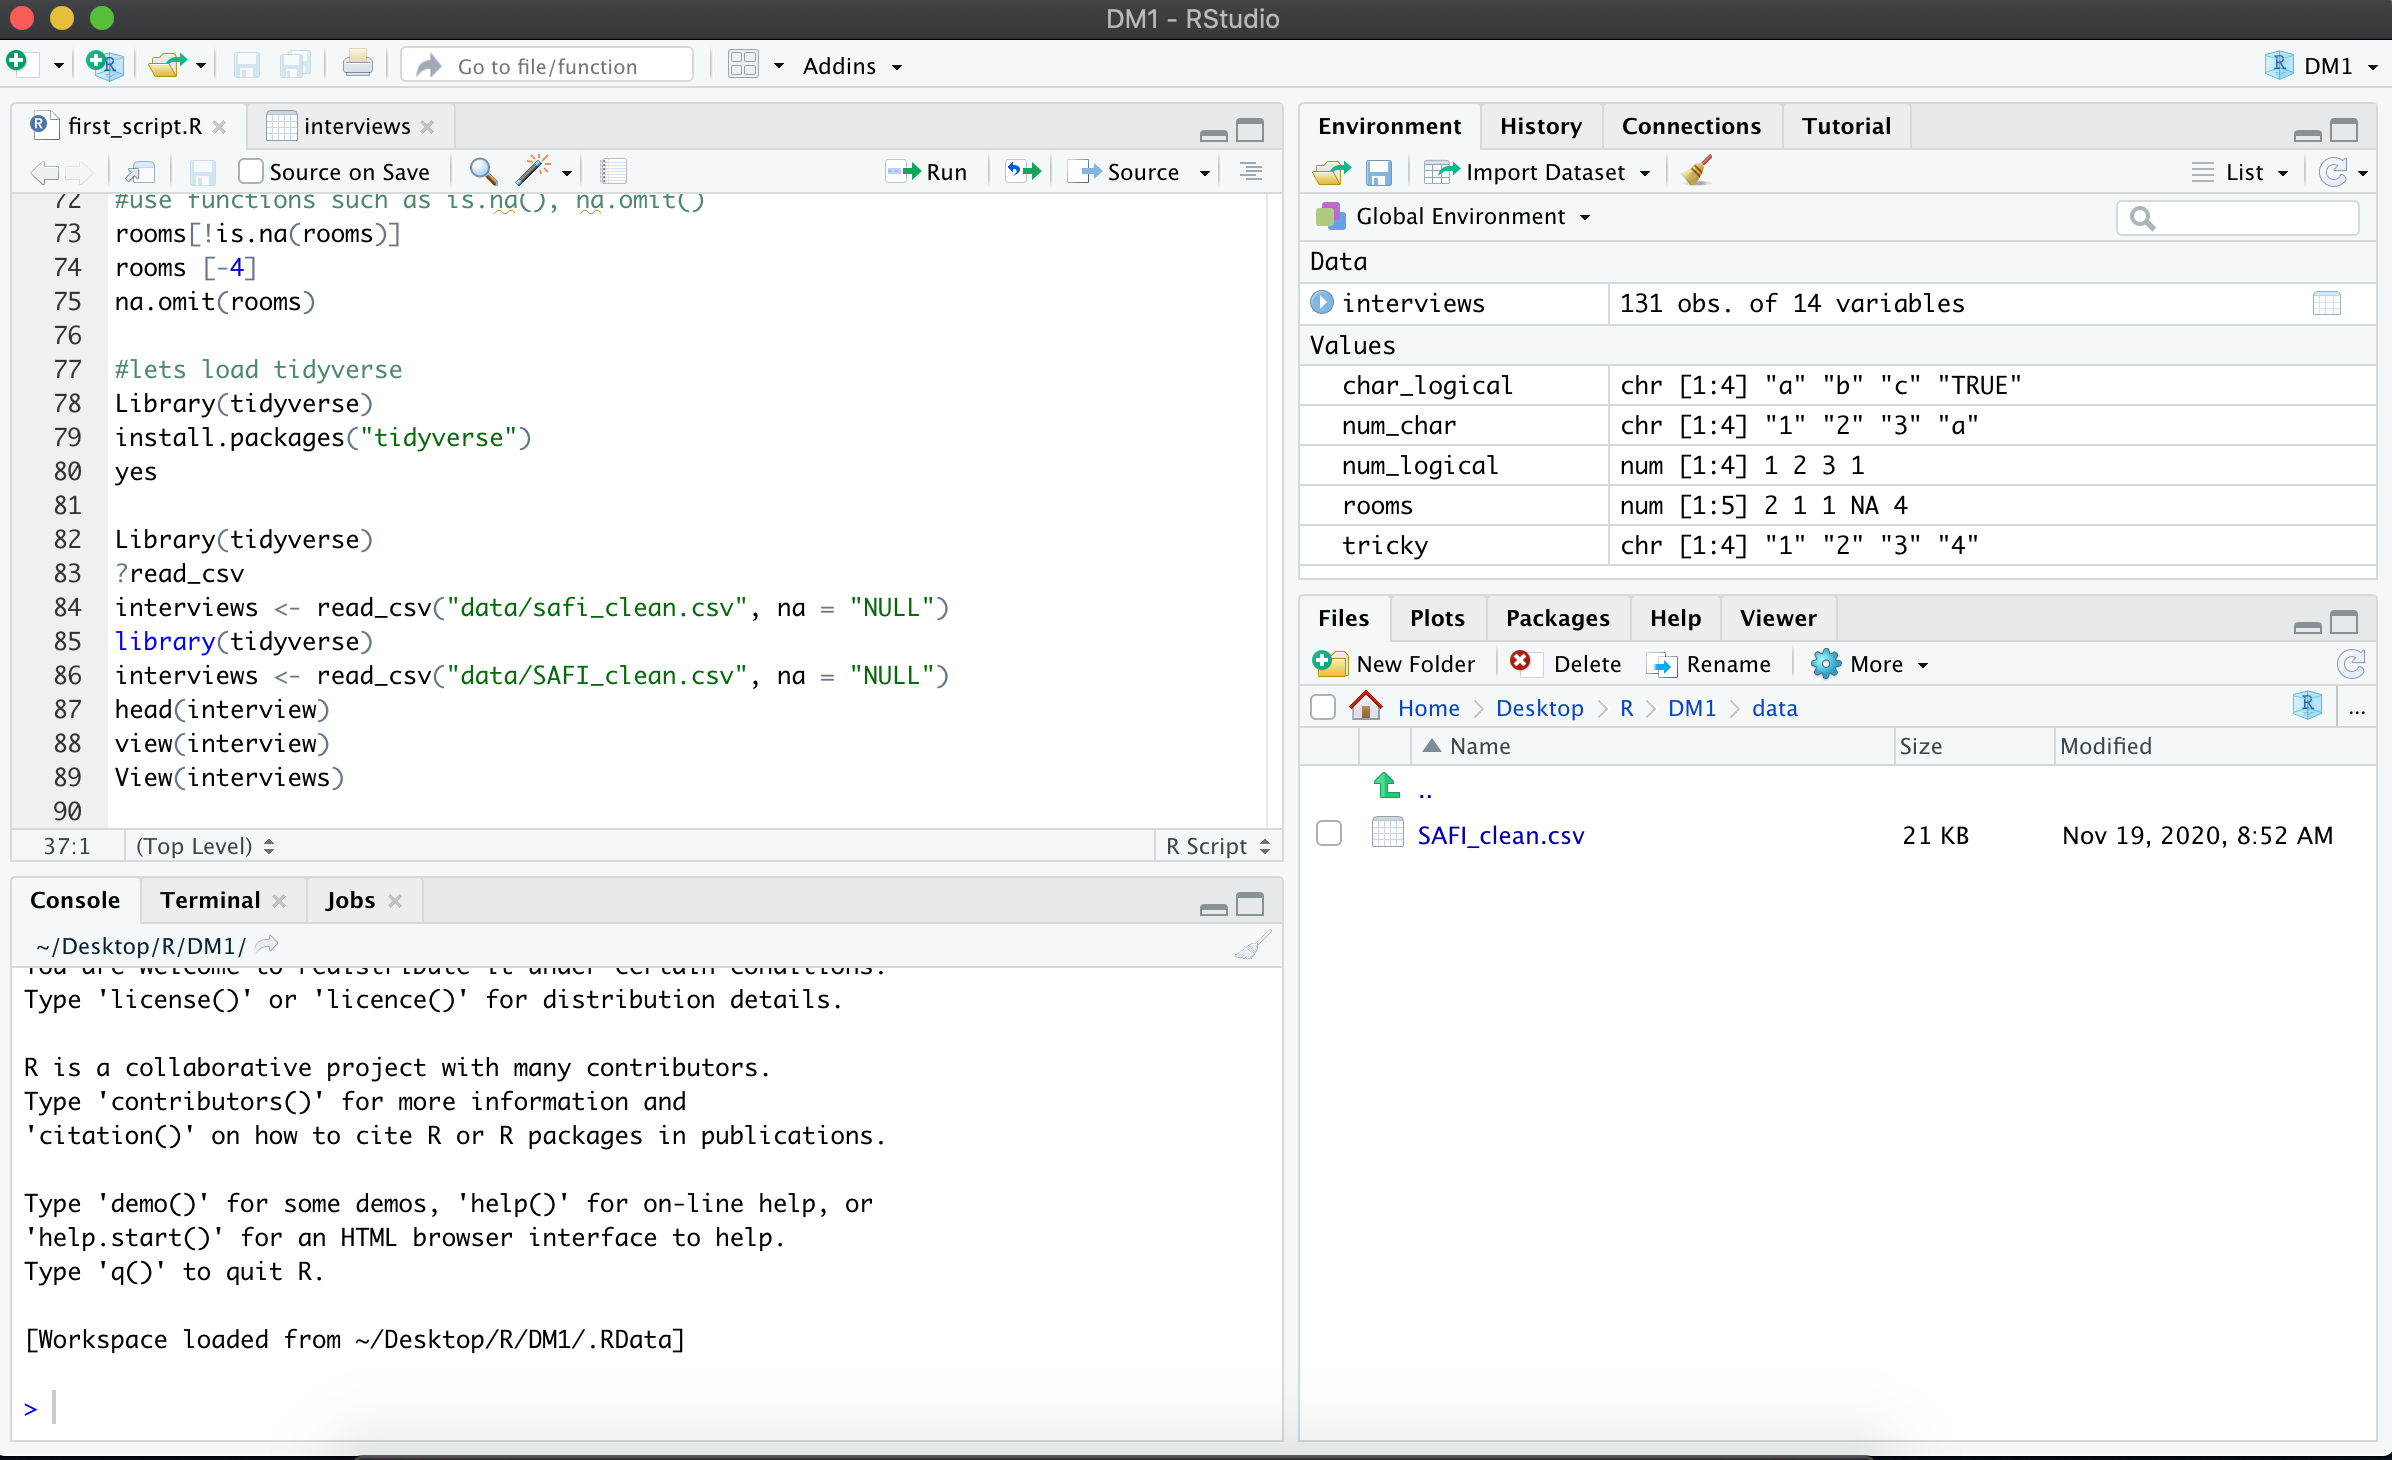 DM1 - RStudio
Go to file/function
Addins
DM1
first_script.R
interviews
Source on Save
Run
Source
72 #use functions such as is.na(), na.omit()
73 rooms[!is.na(rooms)]
74 rooms [-4]
75 na.omit(rooms)
76
77 #lets load tidyverse
78 Library(tidyverse)
79 install.packages("tidyverse")
80 yes
81
82 Library(tidyverse)
83 ?read_csv
84 interviews <- read_csv("data/safi_clean.csv", na = "NULL")
85 library(tidyverse)
86 interviews <- read_csv("data/SAFI_clean.csv", na = "NULL")
87 head(interview)
88 view(interview)
89 View(interviews)
90
37:1 (Top Level) R Script
Console Terminal Jobs
~/Desktop/R/DM1/
You are welcome to redistribute it under certain conditions.
Type 'license()' or 'licence()' for distribution details.
R is a collaborative project with many contributors.
Type 'contributors()' for more information and
'citation()' on how to cite R or R packages in publications.
Type 'demo()' for some demos, 'help()' for on-line help, or
'help.start()' for an HTML browser interface to help.
Type 'q()' to quit R.
[Workspace loaded from ~/Desktop/R/DM1/.RData]
>
Environment History Connections Tutorial
Import Dataset List
Global Environment
Data
interviews 131 obs. of 14 variables
Values
char_logical chr [1:4] "a" "b" "c" "TRUE"
num_char chr [1:4] "1" "2" "3" "a"
num_logical num [1:4] 1 2 3 1
rooms num [1:5] 2 1 1 NA 4
tricky chr [1:4] "1" "2" "3" "4"
Files Plots Packages Help Viewer
New Folder Delete Rename More
Home > Desktop > R > DM1 > data ...
Name Size Modified
..
SAFI_clean.csv 21 KB Nov 19, 2020, 8:52 AM